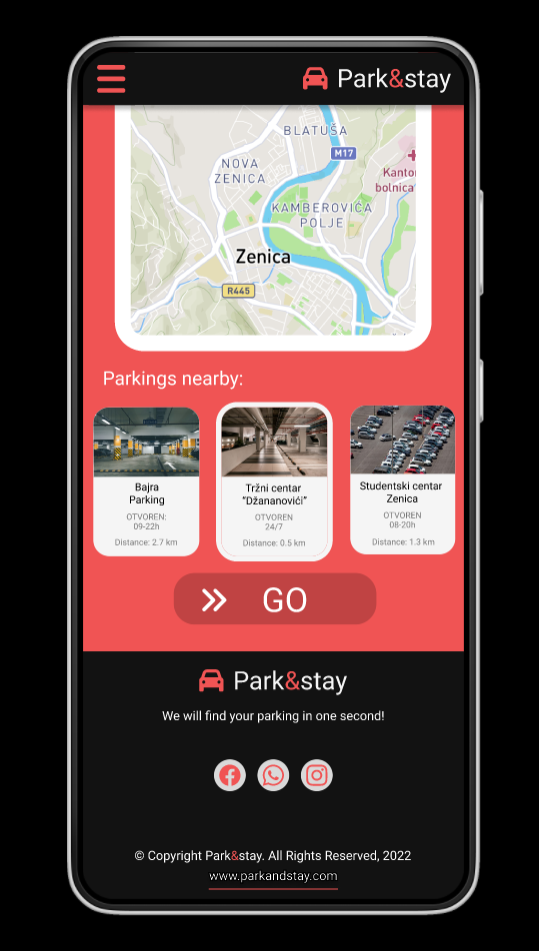 Park&stay
BLATUŠA
M17
NOVA
ZENICA
Kanton
bolnica
KAMBEROVIĆA
POLJE
Zenica
R445
Parkings nearby:
Bajra
Parking
OTVOREN:
09-22h
Distance: 2.7 km
Tržni centar
“Džananovići”
OTVOREN
24/7
Distance: 0.5 km
Studentski centar
Zenica
OTVOREN
08-20h
Distance: 1.3 km
GO
Park&stay
We will find your parking in one second!
© Copyright Park&stay. All Rights Reserved, 2022
www.parkandstay.com